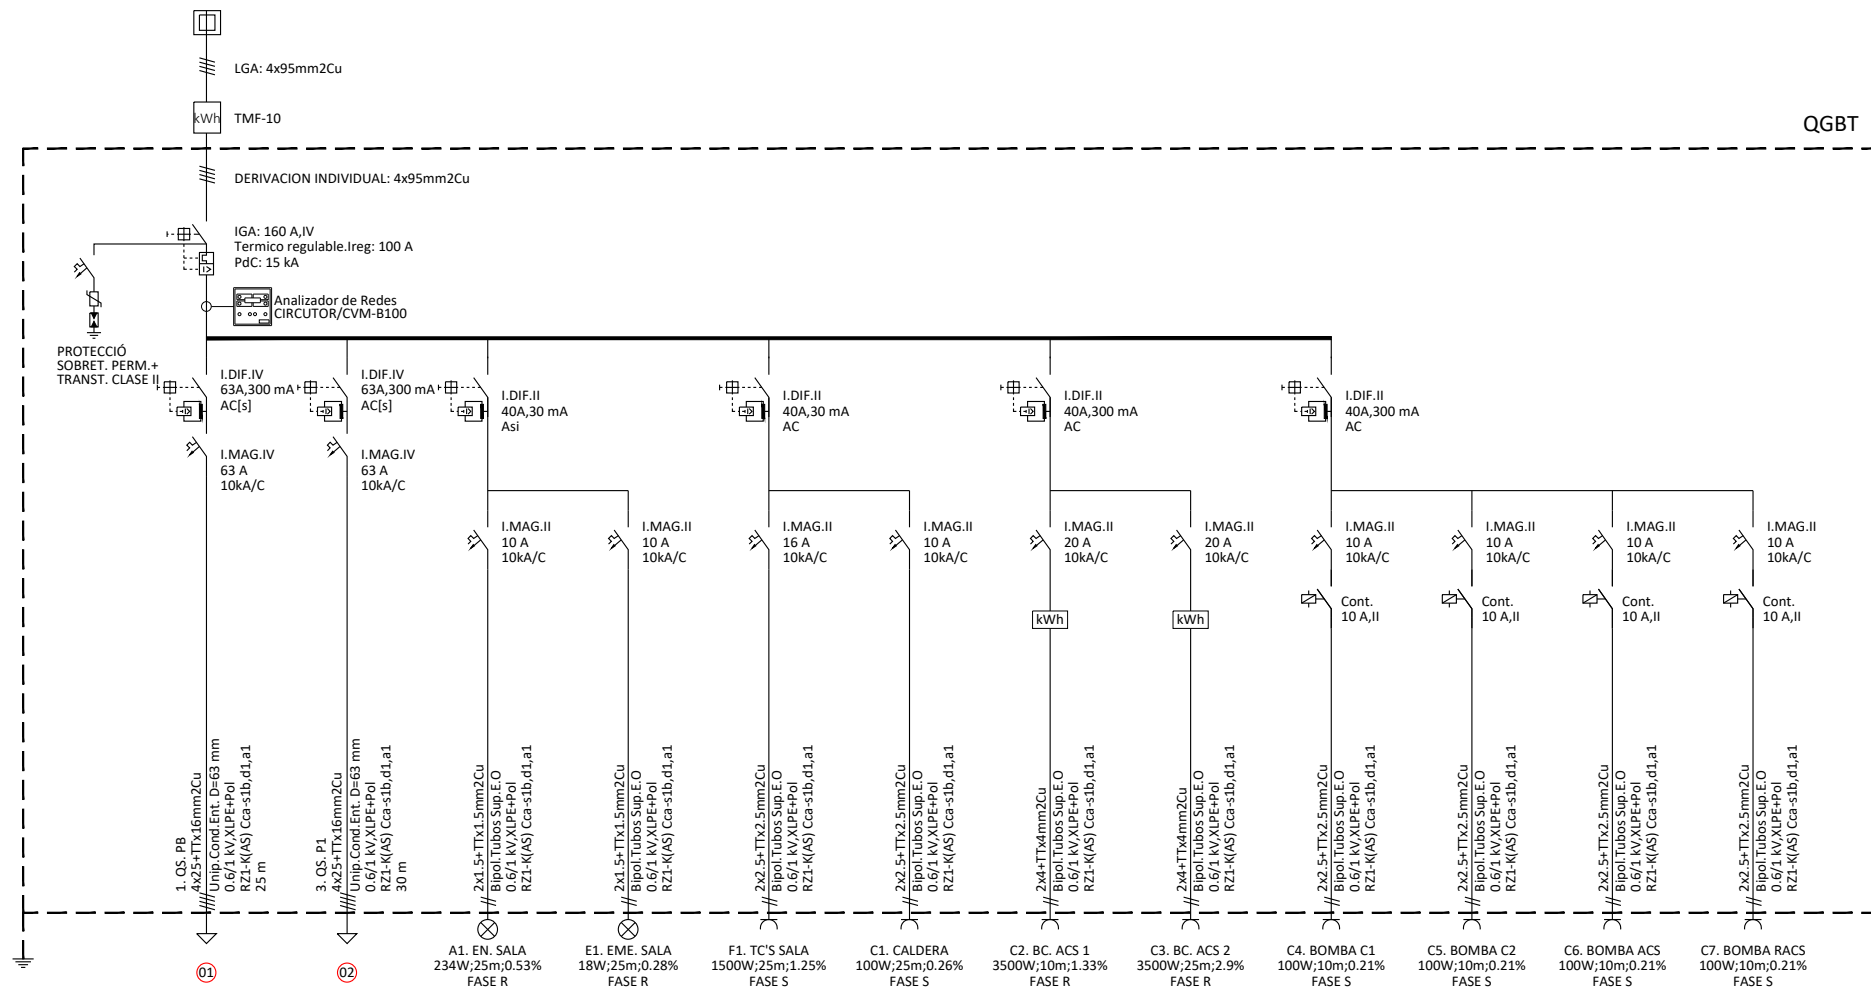 LGA: 4x95mm2Cu
kWh
TMF-10
QGBT
DERIVACION INDIVIDUAL: 4x95mm2Cu
IGA: 160 A,IV
Termico regulable.Ireg: 100 A
PdC: 15 kA
Analizador de Redes
CIRCUTOR/CVM-B100
PROTECCIÓ
SOBRET. PERM.+
TRANST. CLASE II
I.DIF.IV
63A,300 mA
AC[s]
I.DIF.IV
63A,300 mA
AC[s]
I.DIF.II
40A,30 mA
Asi
I.DIF.II
40A,30 mA
AC
I.DIF.II
40A,300 mA
AC
I.DIF.II
40A,300 mA
AC
I.MAG.IV
63 A
10kA/C
I.MAG.IV
63 A
10kA/C
I.MAG.II
10 A
10kA/C
I.MAG.II
10 A
10kA/C
I.MAG.II
16 A
10kA/C
I.MAG.II
10 A
10kA/C
I.MAG.II
20 A
10kA/C
I.MAG.II
20 A
10kA/C
I.MAG.II
10 A
10kA/C
I.MAG.II
10 A
10kA/C
I.MAG.II
10 A
10kA/C
I.MAG.II
10 A
10kA/C
kWh
kWh
Cont.
10 A,II
Cont.
10 A,II
Cont.
10 A,II
Cont.
10 A,II
1. QS. PB
4x25+TTx16mm2Cu
Unip.Cond.Ent. D=63 mm
0.6/1 kV,XLPE+Pol
RZ1-K(AS) Cca-s1b,d1,a1
25 m
3. QS. P1
4x25+TTx16mm2Cu
Unip.Cond.Ent. D=63 mm
0.6/1 kV,XLPE+Pol
RZ1-K(AS) Cca-s1b,d1,a1
30 m
2x1.5+TTx1.5mm2Cu
Bipol.Tubos Sup.E.O
0.6/1 kV,XLPE+Pol
RZ1-K(AS) Cca-s1b,d1,a1
2x1.5+TTx1.5mm2Cu
Bipol.Tubos Sup.E.O
0.6/1 kV,XLPE+Pol
RZ1-K(AS) Cca-s1b,d1,a1
2x2.5+TTx2.5mm2Cu
Bipol.Tubos Sup.E.O
0.6/1 kV,XLPE+Pol
RZ1-K(AS) Cca-s1b,d1,a1
2x2.5+TTx2.5mm2Cu
Bipol.Tubos Sup.E.O
0.6/1 kV,XLPE+Pol
RZ1-K(AS) Cca-s1b,d1,a1
2x4+TTx4mm2Cu
Bipol.Tubos Sup.E.O
0.6/1 kV,XLPE+Pol
RZ1-K(AS) Cca-s1b,d1,a1
2x4+TTx4mm2Cu
Bipol.Tubos Sup.E.O
0.6/1 kV,XLPE+Pol
RZ1-K(AS) Cca-s1b,d1,a1
2x2.5+TTx2.5mm2Cu
Bipol.Tubos Sup.E.O
0.6/1 kV,XLPE+Pol
RZ1-K(AS) Cca-s1b,d1,a1
2x2.5+TTx2.5mm2Cu
Bipol.Tubos Sup.E.O
0.6/1 kV,XLPE+Pol
RZ1-K(AS) Cca-s1b,d1,a1
2x2.5+TTx2.5mm2Cu
Bipol.Tubos Sup.E.O
0.6/1 kV,XLPE+Pol
RZ1-K(AS) Cca-s1b,d1,a1
2x2.5+TTx2.5mm2Cu
Bipol.Tubos Sup.E.O
0.6/1 kV,XLPE+Pol
RZ1-K(AS) Cca-s1b,d1,a1
01
02
A1. EN. SALA
234W;25m;0.53%
FASE R
E1. EME. SALA
18W;25m;0.28%
FASE R
F1. TC'S SALA
1500W;25m;1.25%
FASE S
C1. CALDERA
100W;25m;0.26%
FASE S
C2. BC. ACS 1
3500W;10m;1.33%
FASE R
C3. BC. ACS 2
3500W;25m;2.9%
FASE R
C4. BOMBA C1
100W;10m;0.21%
FASE S
C5. BOMBA C2
100W;10m;0.21%
FASE S
C6. BOMBA ACS
100W;10m;0.21%
FASE S
C7. BOMBA RACS
100W;10m;0.21%
FASE S